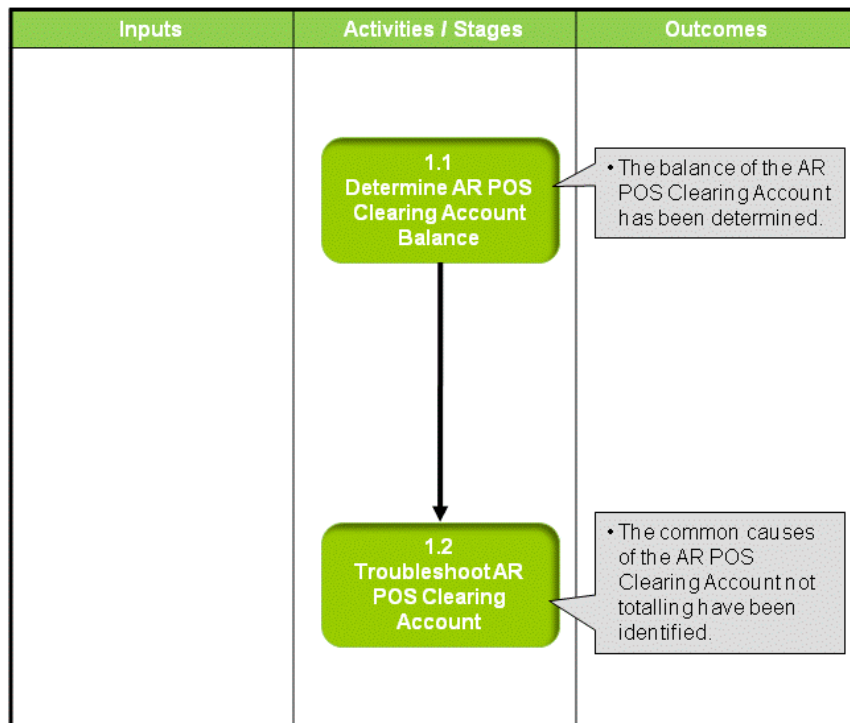 Inputs
Activities / Stages
Outcomes
1.1
Determine AR POS
Clearing Account
Balance
• The balance of the AR
POS Clearing Account
has been determined.
1.2
Troubleshoot AR
POS Clearing
Account
• The common causes
of the AR POS
Clearing Account not
totalling have been
identified.